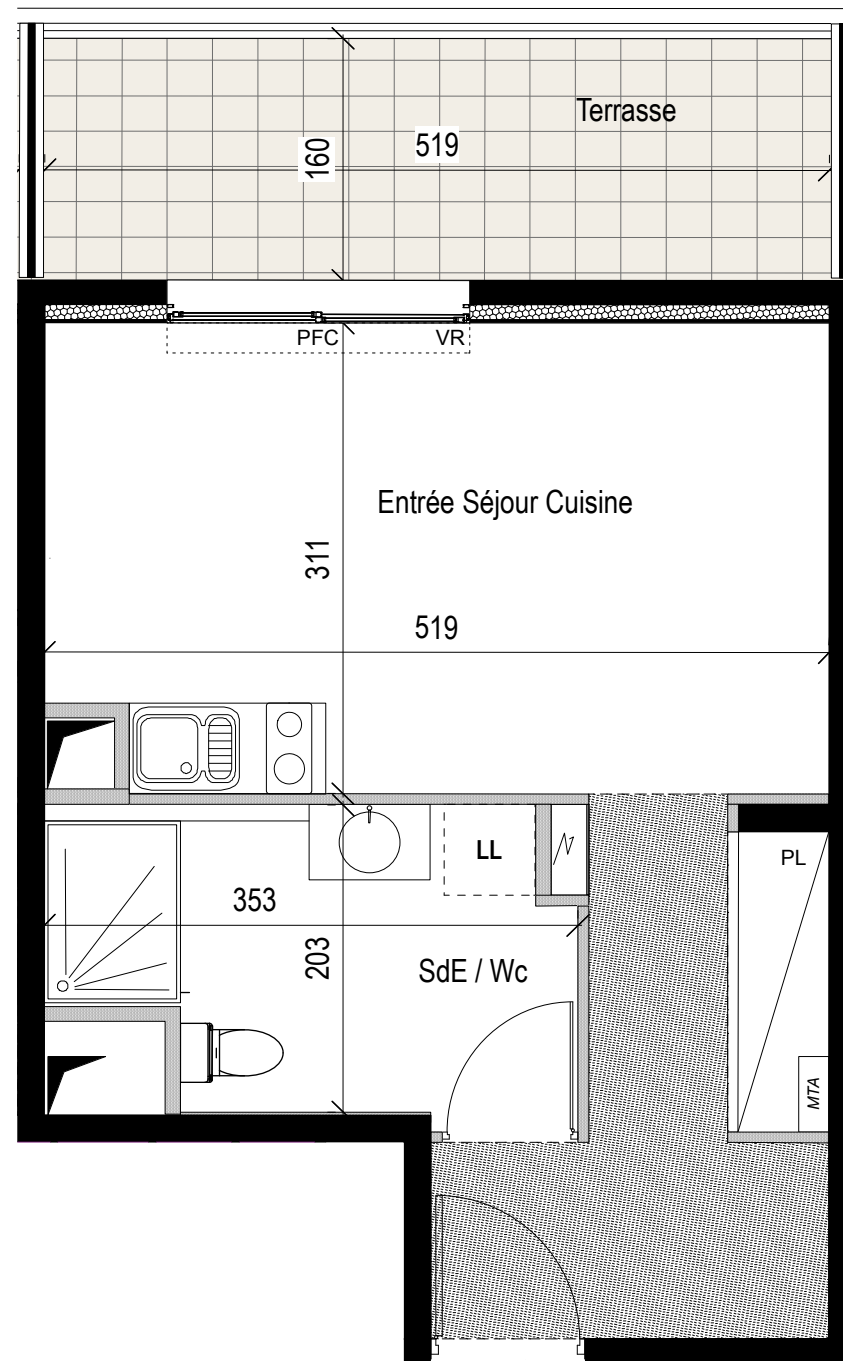 Terrasse
519
160
PFC
VR
Entrée Séjour Cuisine
311
519
LL
PL
353
203
SdE / Wc
MTA